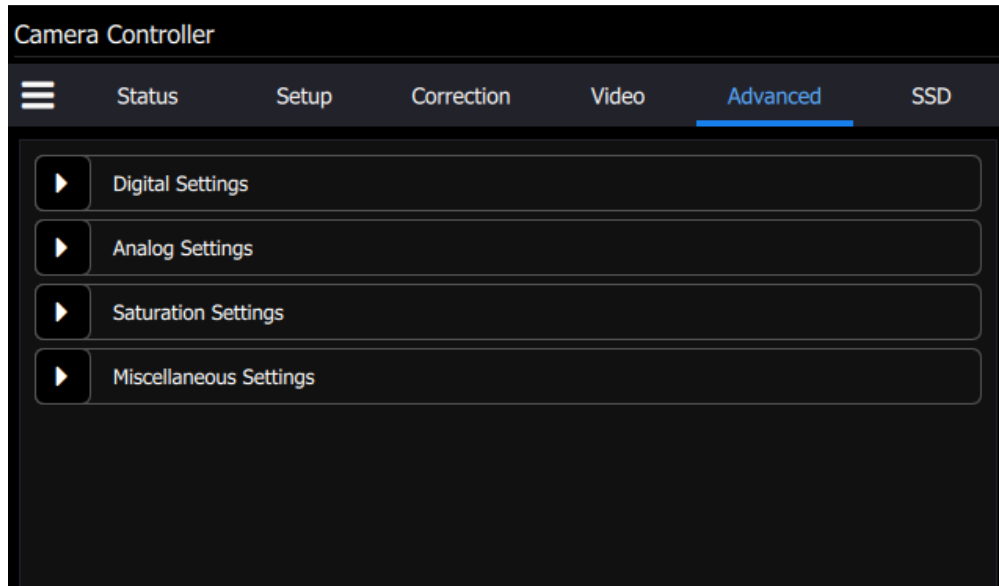 Camera Controller
Status Setup Correction Video Advanced SSD
Digital Settings
Analog Settings
Saturation Settings
Miscellaneous Settings